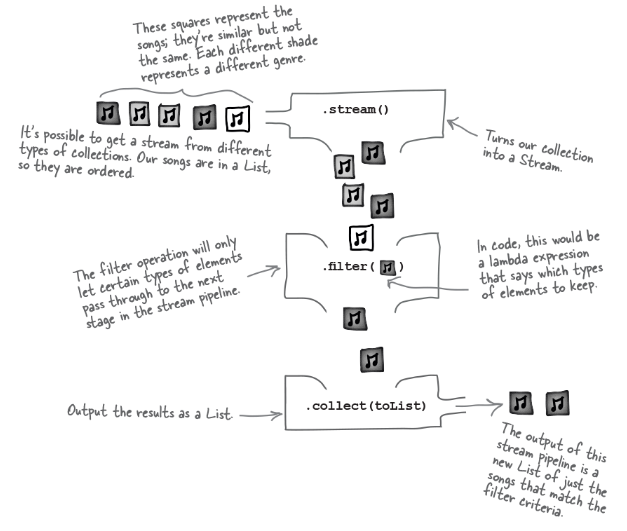 These squares represent the
songs; they're similar but not
the same. Each different shade
represents a different genre.
.stream()
It's possible to get a stream from different
types of collections. Our songs are in a List,
so they are ordered.
Turns our collection
into a Stream.
The filter operation will only
let certain types of elements
pass through to the next
stage in the stream pipeline.
.filter( )
In code, this would be
a lambda expression
that says which types
of elements to keep.
Output the results as a List.
.collect(toList)
The output of this
stream pipeline is a
new List of just the
songs that match the
filter criteria.